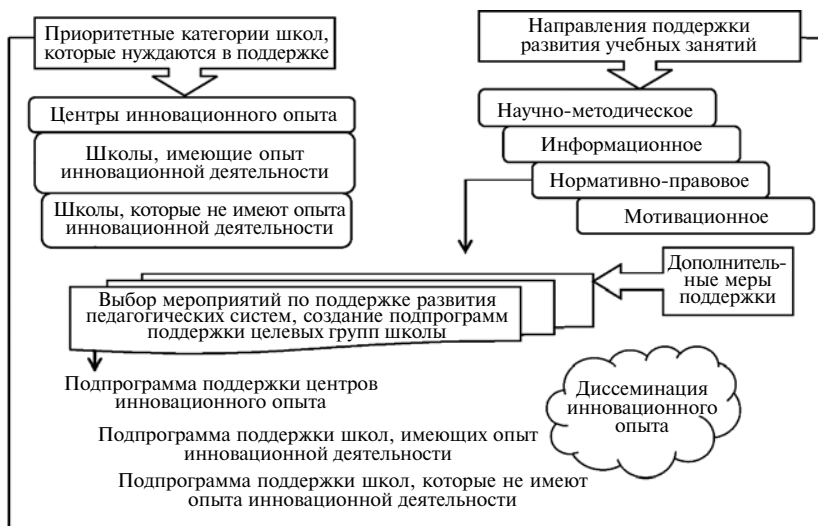 Приоритетные категории школ,
которые нуждаются в поддержке
Центры инновационного опыта
Школы, имеющие опыт
инновационной деятельности
Школы, которые не имеют опыта
инновационной деятельности
Направления поддержки
развития учебных занятий
Научно-методическое
Информационное
Нормативно-правовое
Мотивационное
Дополнитель-
ные меры
поддержки
Выбор мероприятий по поддержке развития
педагогических систем, создание подпрограмм
поддержки целевых групп школы
Подпрограмма поддержки центров
инновационного опыта
Подпрограмма поддержки школ, имеющих опыт
инновационной деятельности
Подпрограмма поддержки школ, которые не имеют
опыта инновационной деятельности
Диссеминация
инновационного
опыта